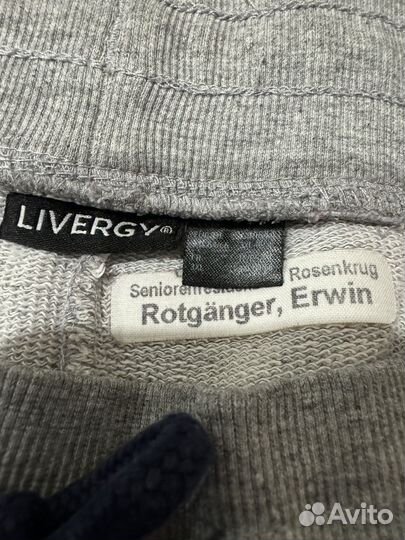 LIVERGY®
Rosenkrug
Rotgänger, Erwin
Avito